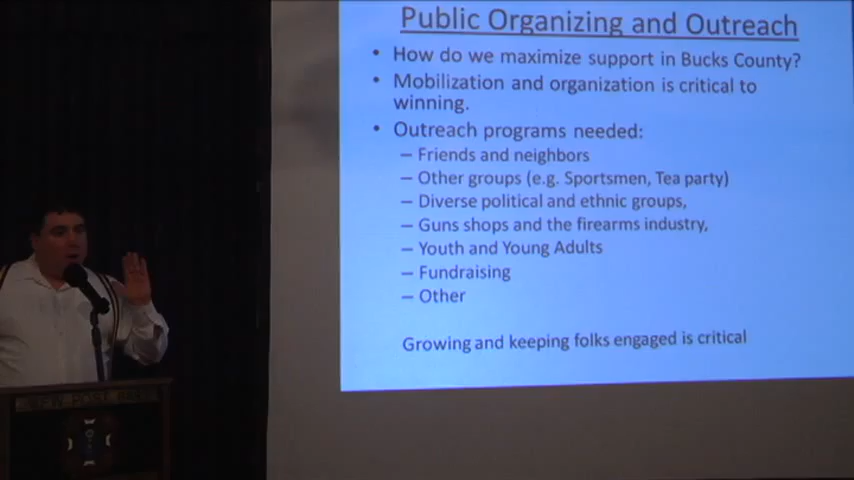 Public Organizing and Outreach
• How do we maximize support in Bucks County?
• Mobilization and organization is critical to
winning.
• Outreach programs needed:
– Friends and neighbors
– Other groups (e.g. Sportsmen, Tea party)
– Diverse political and ethnic groups,
– Guns shops and the firearms industry,
– Youth and Young Adults
– Fundraising
– Other
Growing and keeping folks engaged is critical
POST